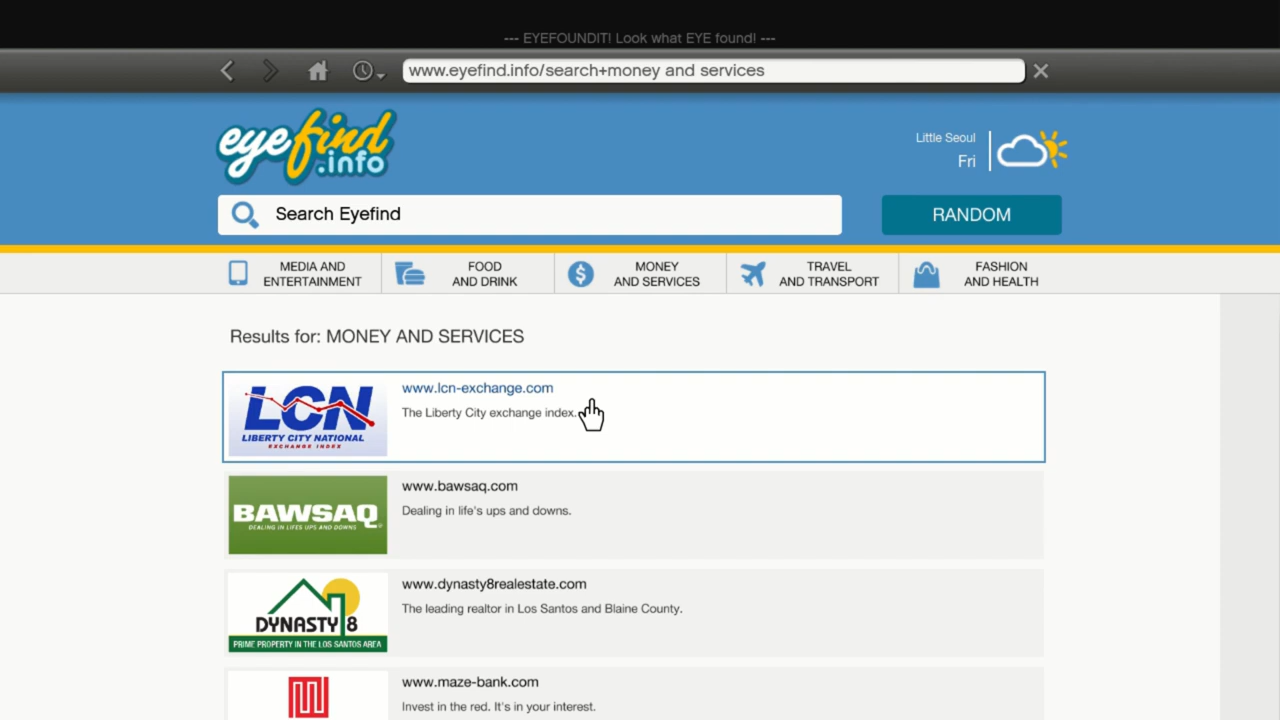 --- EYEFOUNDIT! Look what EYE found! ---
www.eyefind.info/search+money and services
eyefind
.info
Little Seoul
Fri
Search Eyefind
RANDOM
MEDIA AND
ENTERTAINMENT
FOOD
AND DRINK
MONEY
AND SERVICES
TRAVEL
AND TRANSPORT
FASHION
AND HEALTH
Results for: MONEY AND SERVICES
LCN
LIBERTY CITY NATIONAL
EXCHANGE INDEX
www.lcn-exchange.com
The Liberty City exchange index.
BAWSAQ
DEALING IN LIFES UPS AND DOWNS
www.bawsaq.com
Dealing in life's ups and downs.
DYNASTY 8
PRIME PROPERTY IN THE LOS SANTOS AREA
www.dynasty8realestate.com
The leading realtor in Los Santos and Blaine County.
www.maze-bank.com
Invest in the red. It's in your interest.